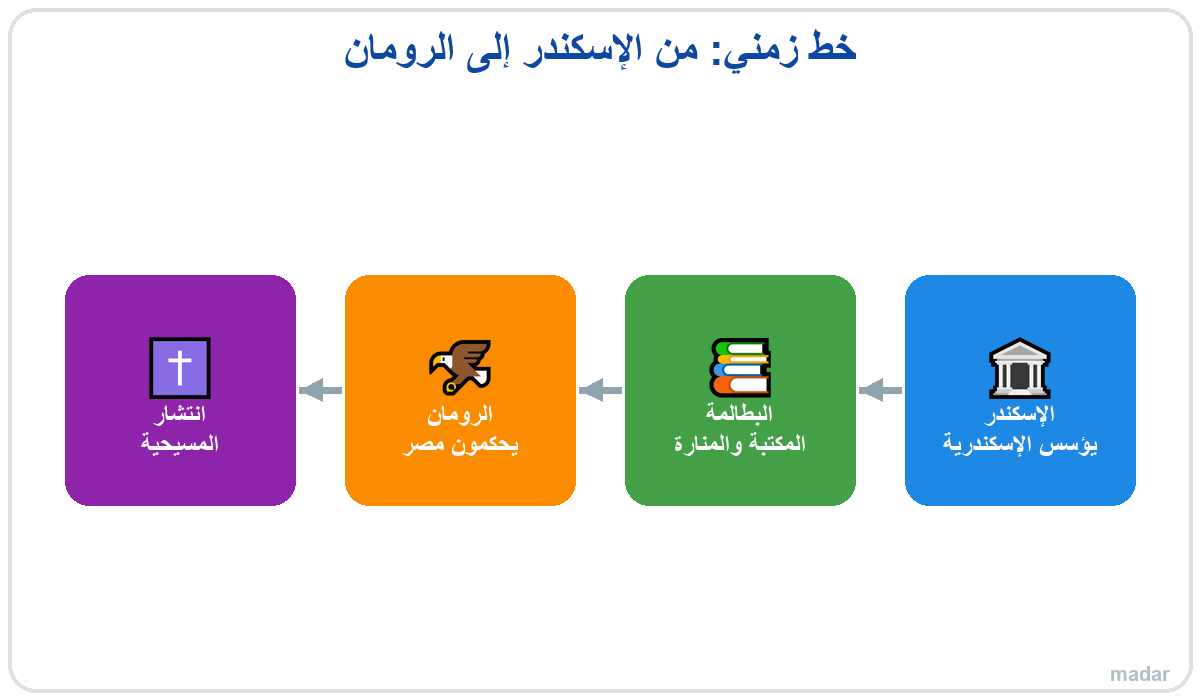 خط زمني: من الإسكندر إلى الرومان
الإسكندر
يؤسس الإسكندرية
البطالمة
المكتبة والمنارة
الرومان
يحكمون مصر
انتشار
المسيحية
madar